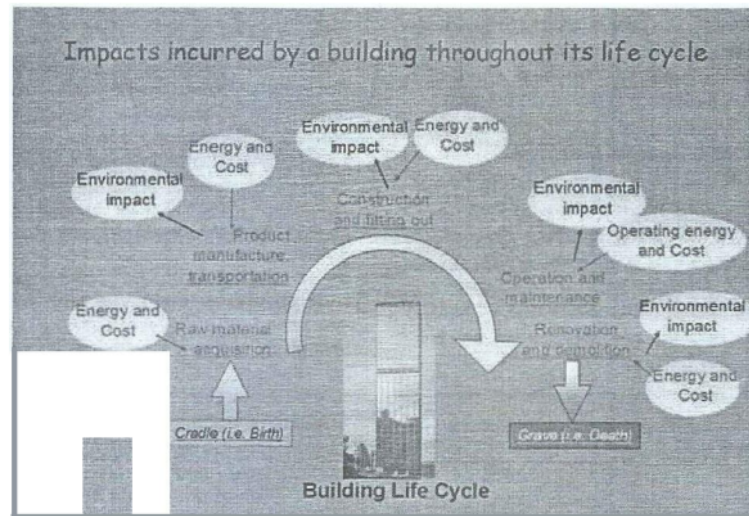 Impacts incurred by a building throughout its life cycle
Environmental
impact
Energy and
Cost
Construction
and fitting out
Energy and
Cost
Environmental
impact
Product
manufacture,
transportation
Environmental
impact
Operating energy
and Cost
Operation and
maintenance
Energy and
Cost
Raw material
acquisition
Renovation
and demolition
Environmental
impact
Energy and
Cost
Cradle (i.e. Birth)
Grave (i.e. Death)
Building Life Cycle